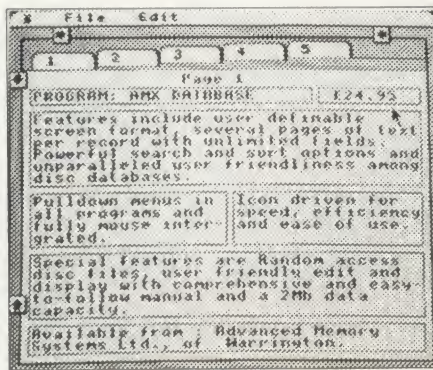 File Edit
1 2 3 4 5
Page 1
PROGRAM: AMX DATABASE £24.95
Features include user definable
screen format, several pages of text
per record with unlimited fields.
Powerful search and sort options and
unparalleled user friendliness among
disc databases.
Pulldown menus in
all programs and
fully mouse inter-
grated.
Icon driven for
speed, efficiency
and ease of use.
Special features are Random access
disc files, user friendly edit and
display with comprehensive and easy-
to-follow manual and a 2Mb data
capacity.
Available from : Advanced Memory
Systems Ltd., of Warrington.